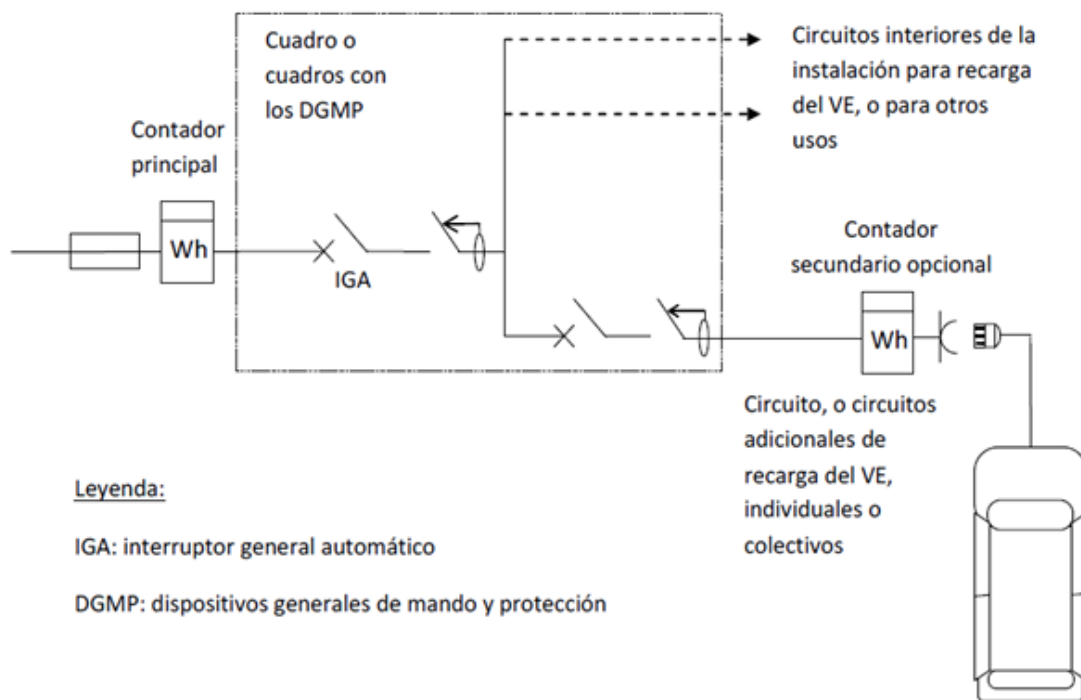 Cuadro o
cuadros con
los DGMP
Circuitos interiores de la
instalación para recarga
del VE, o para otros
usos
Contador
principal
Wh
IGA
Contador
secundario opcional
Wh
Circuito, o circuitos
adicionales de
recarga del VE,
individuales o
colectivos
Leyenda:
IGA: interruptor general automático
DGMP: dispositivos generales de mando y protección